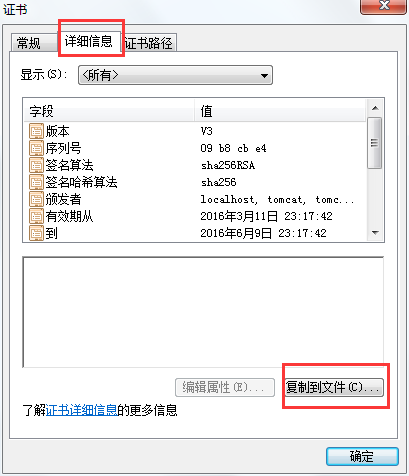 证书
常规 详细信息 证书路径
显示(S): <所有>
字段 值
版本 V3
序列号 09 b8 cb e4
签名算法 sha256RSA
签名哈希算法 sha256
颁发者 localhost, tomcat, tomc...
有效期从 2016年3月11日 23:17:42
到 2016年6月9日 23:17:42
编辑属性(E)... 复制到文件(C)...
了解证书详细信息的更多信息
确定